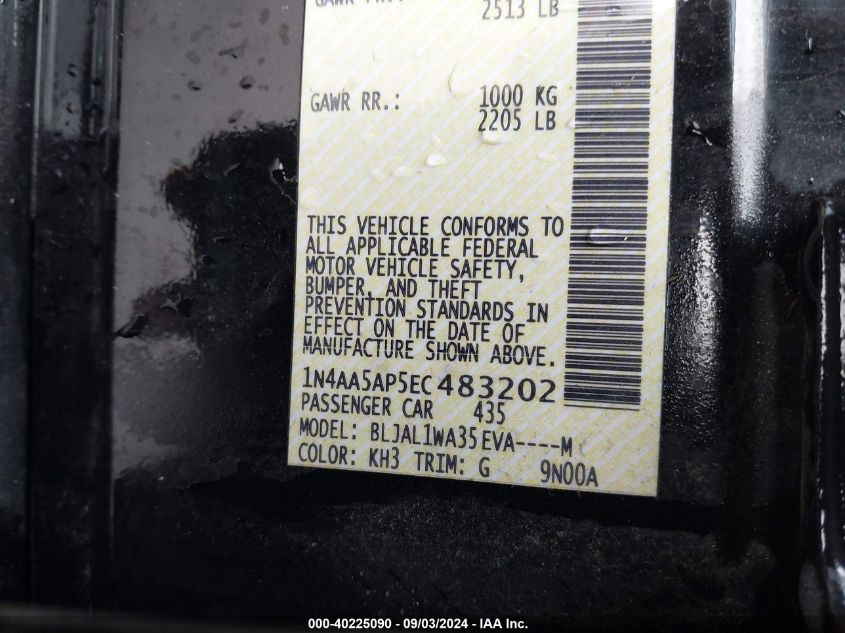 2513 LB
GAWR RR.: 1000 KG
2205 LB
THIS VEHICLE CONFORMS TO
ALL APPLICABLE FEDERAL
MOTOR VEHICLE SAFETY,
BUMPER, AND THEFT
PREVENTION STANDARDS IN
EFFECT ON THE DATE OF
MANUFACTURE SHOWN ABOVE.
1N4AA5AP5EC483202
PASSENGER CAR 435
MODEL: BLJAL1WA35EVA----M
COLOR: KH3 TRIM: G 9N00A
000-40225090 - 09/03/2024 - IAA Inc.